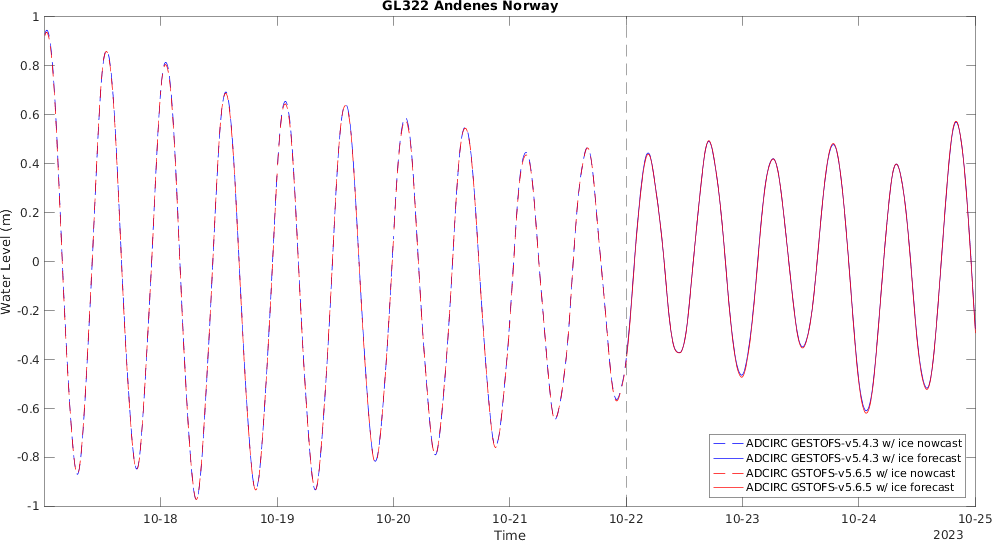 GL322 Andenes Norway
Water Level (m)
1
0.8
0.6
0.4
0.2
0
-0.2
-0.4
-0.6
-0.8
-1
ADCIRC GESTOFS-v5.4.3 w/ ice nowcast
ADCIRC GESTOFS-v5.4.3 w/ ice forecast
ADCIRC GSTOFS-v5.6.5 w/ ice nowcast
ADCIRC GSTOFS-v5.6.5 w/ ice forecast
10-18 10-19 10-20 10-21 10-22 10-23 10-24 10-25
Time
2023